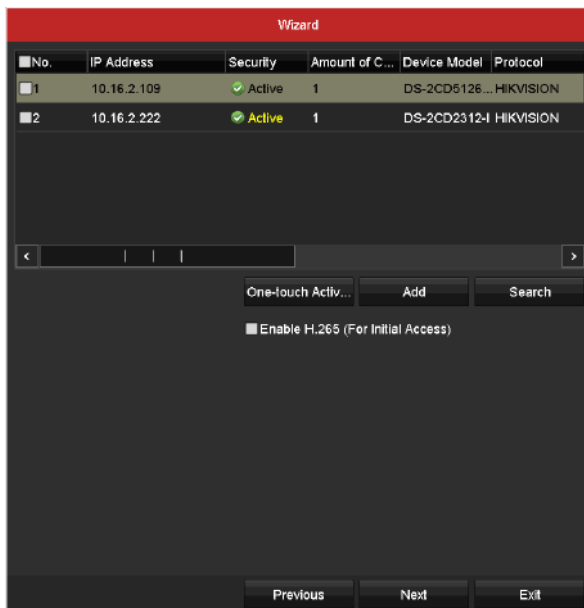 Wizard
No. IP Address Security Amount of C... Device Model Protocol
1 10.16.2.109 Active 1 DS-2CD5126... HIKVISION
2 10.16.2.222 Active 1 DS-2CD2312-I HIKVISION
One-touch Activ... Add Search
Enable H.265 (For Initial Access)
Previous Next Exit